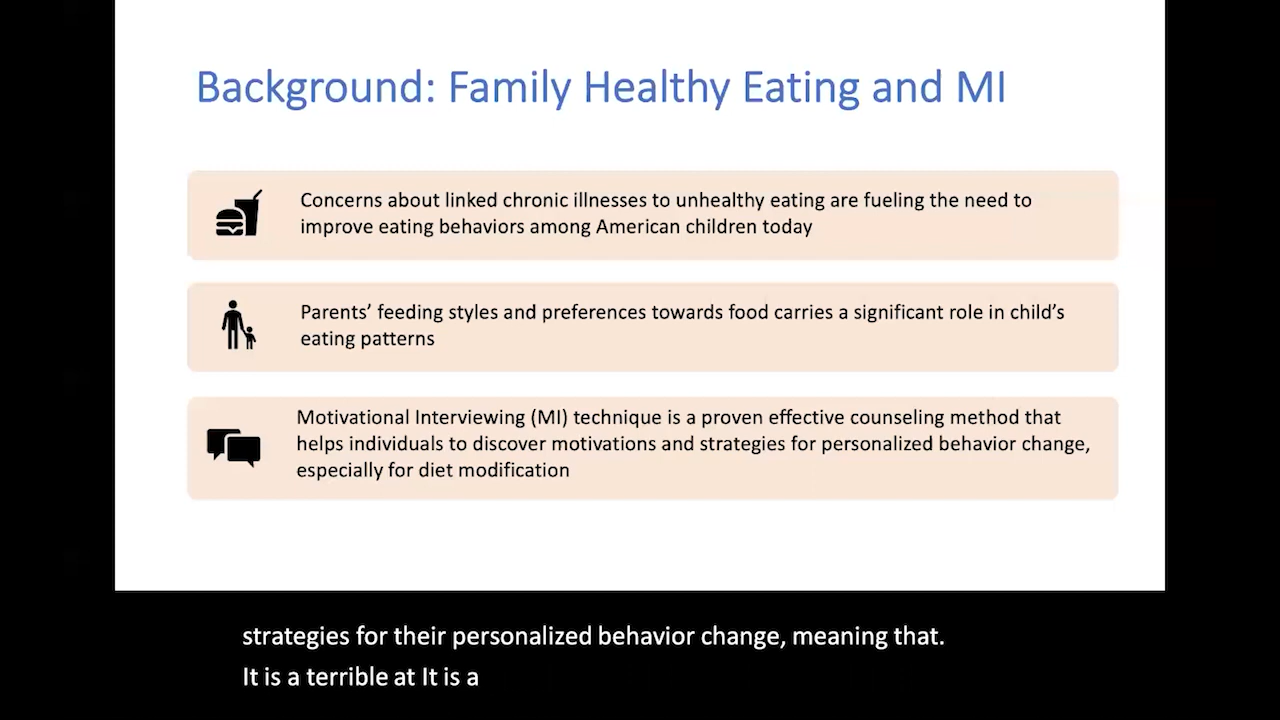 Background: Family Healthy Eating and MI
Concerns about linked chronic illnesses to unhealthy eating are fueling the need to
improve eating behaviors among American children today
Parents’ feeding styles and preferences towards food carries a significant role in child’s
eating patterns
Motivational Interviewing (MI) technique is a proven effective counseling method that
helps individuals to discover motivations and strategies for personalized behavior change,
especially for diet modification
strategies for their personalized behavior change, meaning that.
It is a terrible at It is a